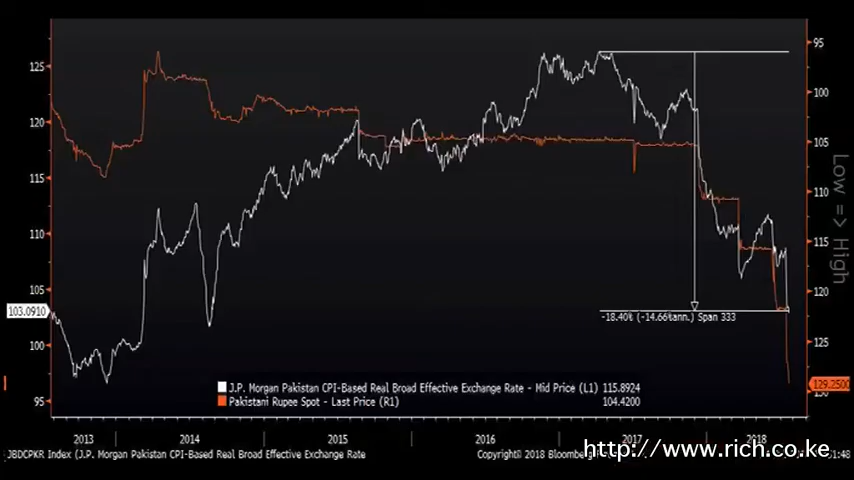 125
120
115
110
105
103.0910
100
95
95
100
105
110
115
120
125
129.2500
130
Low => High
-18.40% (-14.66%ann.) Span 333
J.P. Morgan Pakistan CPI-Based Real Broad Effective Exchange Rate - Mid Price (L1) 115.8924
Pakistani Rupee Spot - Last Price (R1) 104.4200
2013 2014 2015 2016 2017 2018
http://www.rich.co.ke
JBDCPKR Index (J.P. Morgan Pakistan CPI-Based Real Broad Effective Exchange Rate
Copyright© 2018 Bloomberg